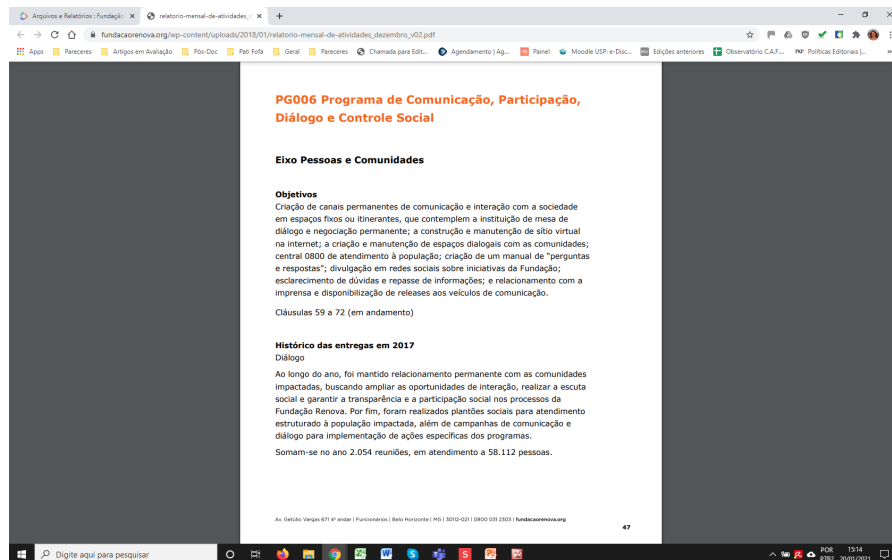 Arquivos e Relatórios : Fundaçã
relatorio-mensal-de-atividades_d
fundacaorenova.org/wp-content/uploads/2018/01/relatorio-mensal-de-atividades_dezembro_v02.pdf
Apps Pareceres Artigos em Avaliação Pós-Doc Pati Fofa Geral Pareceres Chamada para Edit... Agendamento | Ag... Painel Moodle USP: e-Disc... Edições anteriores Observatório C.A.F.... Políticas Editoriais |...
PG006 Programa de Comunicação, Participação,
Diálogo e Controle Social
Eixo Pessoas e Comunidades
Objetivos
Criação de canais permanentes de comunicação e interação com a sociedade
em espaços fixos ou itinerantes, que contemplem a instituição de mesa de
diálogo e negociação permanente; a construção e manutenção de sítio virtual
na internet; a criação e manutenção de espaços dialogais com as comunidades;
central 0800 de atendimento à população; criação de um manual de “perguntas
e respostas”; divulgação em redes sociais sobre iniciativas da Fundação;
esclarecimento de dúvidas e repasse de informações; e relacionamento com a
imprensa e disponibilização de releases aos veículos de comunicação.
Cláusulas 59 a 72 (em andamento)
Histórico das entregas em 2017
Diálogo
Ao longo do ano, foi mantido relacionamento permanente com as comunidades
impactadas, buscando ampliar as oportunidades de interação, realizar a escuta
social e garantir a transparência e a participação social nos processos da
Fundação Renova. Por fim, foram realizados plantões sociais para atendimento
estruturado à população impactada, além de campanhas de comunicação e
diálogo para implementação de ações específicas dos programas.
Somam-se no ano 2.054 reuniões, em atendimento a 58.112 pessoas.
Av. Getúlio Vargas 671 4º andar | Funcionários | Belo Horizonte | MG | 30112-021 | 0800 031 2303 | fundacaorenova.org
47
Digite aqui para pesquisar
POR 15:14
PTB2 20/01/2021